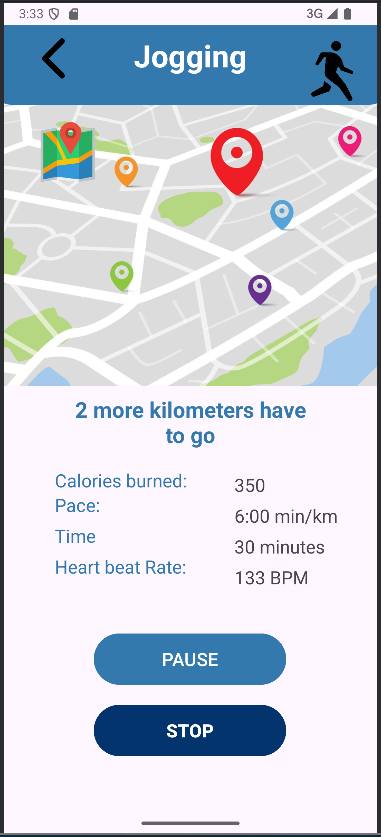 3:33 3G
Jogging
2 more kilometers have
to go
Calories burned: 350
Pace: 6:00 min/km
Time 30 minutes
Heart beat Rate: 133 BPM
PAUSE
STOP